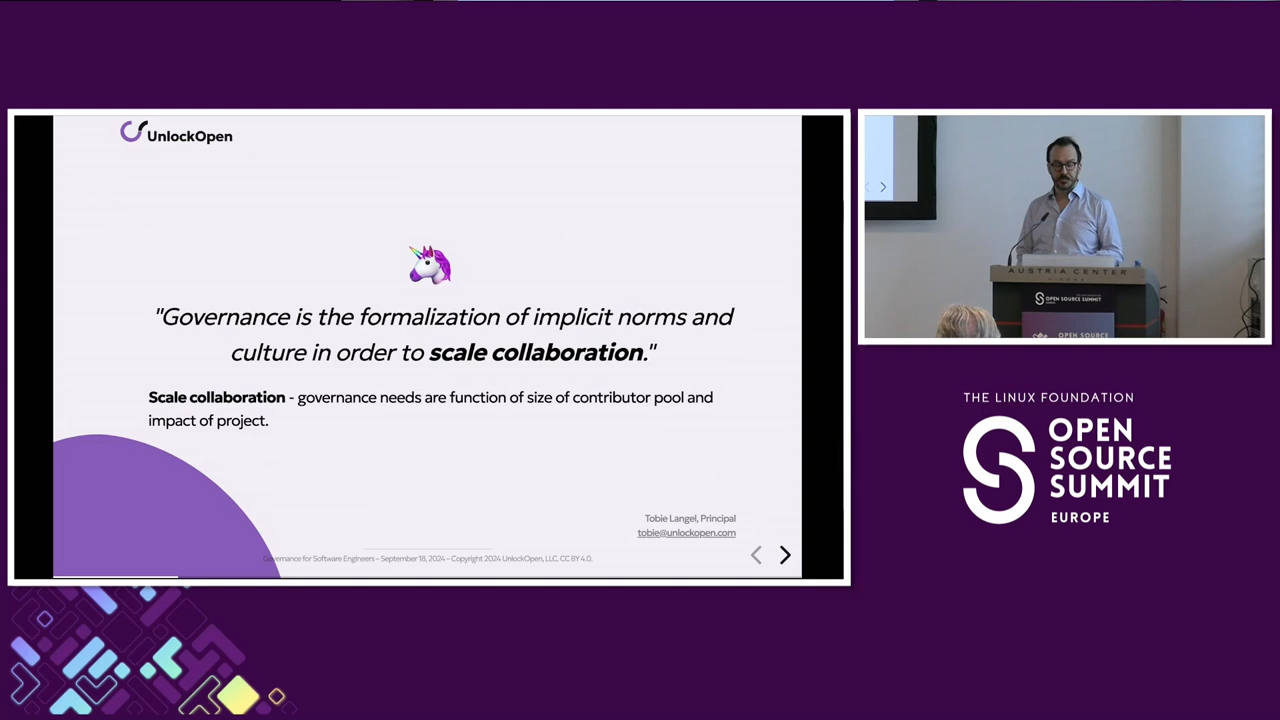 UnlockOpen
"Governance is the formalization of implicit norms and
culture in order to scale collaboration."
Scale collaboration - governance needs are function of size of contributor pool and
impact of project.
Tobie Langel, Principal
tobie@unlockopen.com
Governance for Software Engineers – September 18, 2024 – Copyright 2024 UnlockOpen, LLC, CC BY 4.0.
AUSTRIA CENTER
OPEN SOURCE SUMMIT
OPEN SOURCE
THE LINUX FOUNDATION
OPEN
SOURCE
SUMMIT
EUROPE